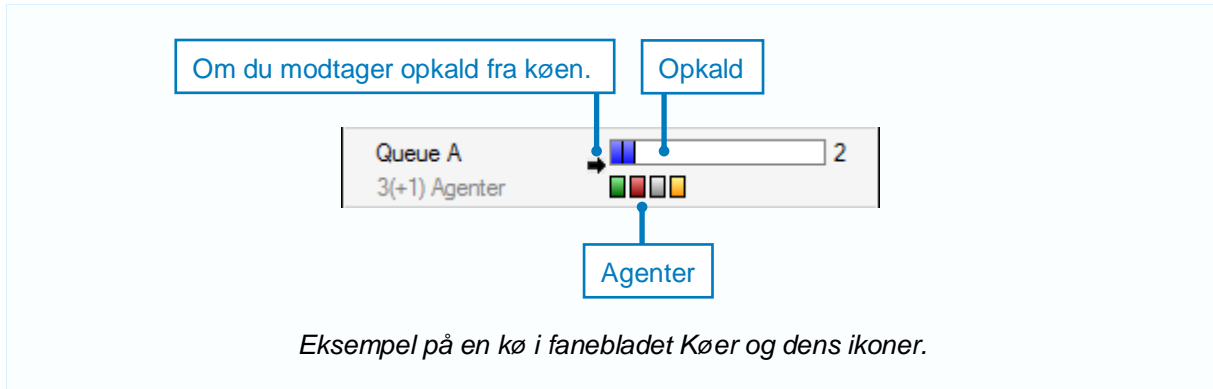 Om du modtager opkald fra køen.
Opkald
Queue A
2
3(+1) Agenter
Agenter
Eksempel på en kø i fanebladet Køer og dens ikoner.